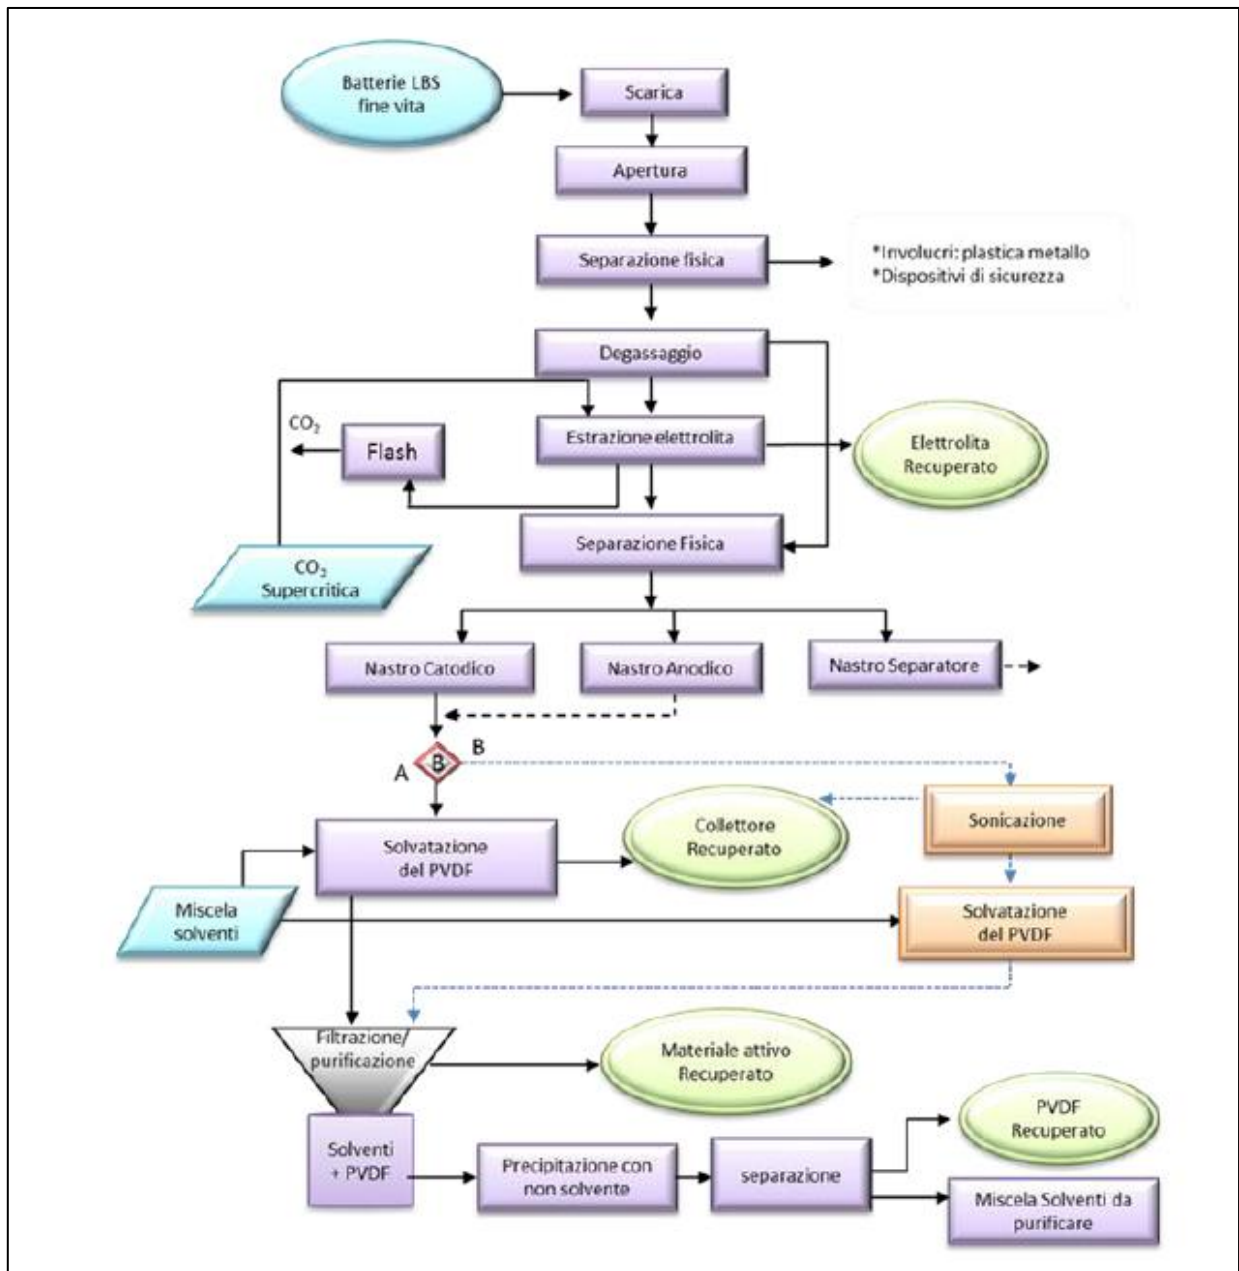 Batterie LBS
fine vita
Scarica
Apertura
Separazione fisica
*Involucri: plastica metallo
*Dispositivi di sicurezza
Degassaggio
CO₂
Flash
Estrazione elettrolita
Elettrolita
Recuperato
Separazione Fisica
CO₂
Supercritica
Nastro Catodico
Nastro Anodico
Nastro Separatore
A
B
B
Solvatazione
del PVDF
Collettore
Recuperato
Sonicazione
Miscela
solventi
Solvatazione
del PVDF
Filtrazione/
purificazione
Materiale attivo
Recuperato
Solventi
+ PVDF
Precipitazione con
non solvente
separazione
PVDF
Recuperato
Miscela Solventi da
purificare